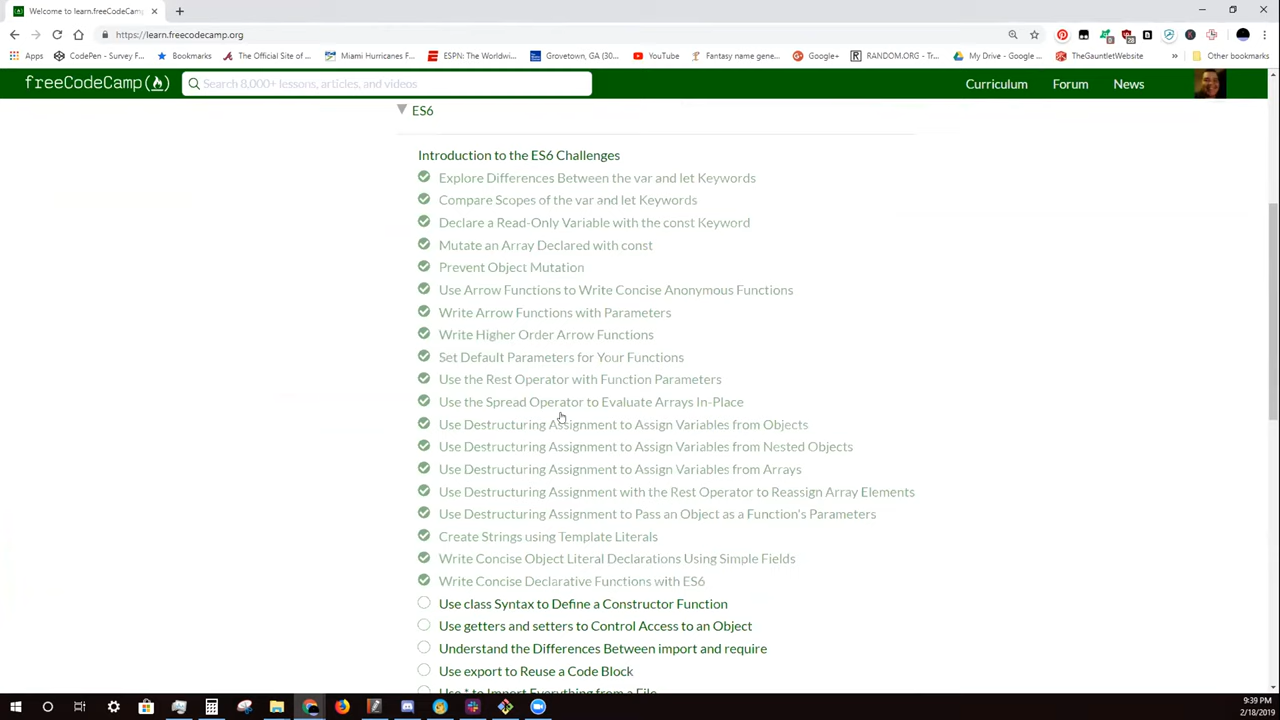 Welcome to learn.freeCodeCamp.or
https://learn.freecodecamp.org
CodePen - Survey F...
Bookmarks
The Official Site of ...
Miami Hurricanes F...
ESPN: The Worldwi...
Grovetown, GA (30...
YouTube
Fantasy name gene...
Google+
RANDOM.ORG - Tr...
My Drive - Google ...
TheGauntletWebsite
»
Other bookmarks
freeCodeCamp
Search 8,000+ lessons, articles, and videos
Curriculum
Forum
News
ES6
Introduction to the ES6 Challenges
Explore Differences Between the var and let Keywords
Compare Scopes of the var and let Keywords
Declare a Read-Only Variable with the const Keyword
Mutate an Array Declared with const
Prevent Object Mutation
Use Arrow Functions to Write Concise Anonymous Functions
Write Arrow Functions with Parameters
Write Higher Order Arrow Functions
Set Default Parameters for Your Functions
Use the Rest Operator with Function Parameters
Use the Spread Operator to Evaluate Arrays In-Place
Use Destructuring Assignment to Assign Variables from Objects
Use Destructuring Assignment to Assign Variables from Nested Objects
Use Destructuring Assignment to Assign Variables from Arrays
Use Destructuring Assignment with the Rest Operator to Reassign Array Elements
Use Destructuring Assignment to Pass an Object as a Function's Parameters
Create Strings using Template Literals
Write Concise Object Literal Declarations Using Simple Fields
Write Concise Declarative Functions with ES6
Use class Syntax to Define a Constructor Function
Use getters and setters to Control Access to an Object
Understand the Differences Between import and require
Use export to Reuse a Code Block
Use * to Import Everything from a File
9:39 PM
2/18/2019